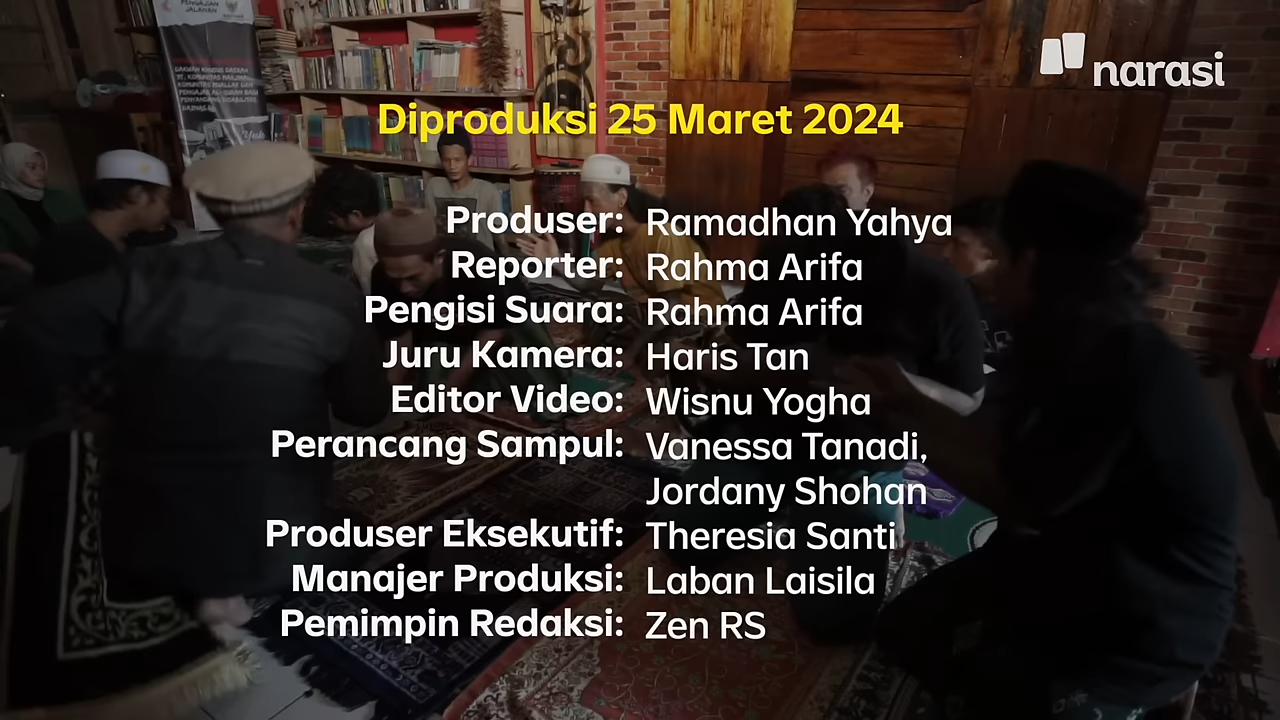 PENGAJIAN
JALANAN
narasi
Diproduksi 25 Maret 2024
Produser: Ramadhan Yahya
Reporter: Rahma Arifa
Pengisi Suara: Rahma Arifa
Juru Kamera: Haris Tan
Editor Video: Wisnu Yogha
Perancang Sampul: Vanessa Tanadi,
Jordany Shohan
Produser Eksekutif: Theresia Santi
Manajer Produksi: Laban Laisila
Pemimpin Redaksi: Zen RS